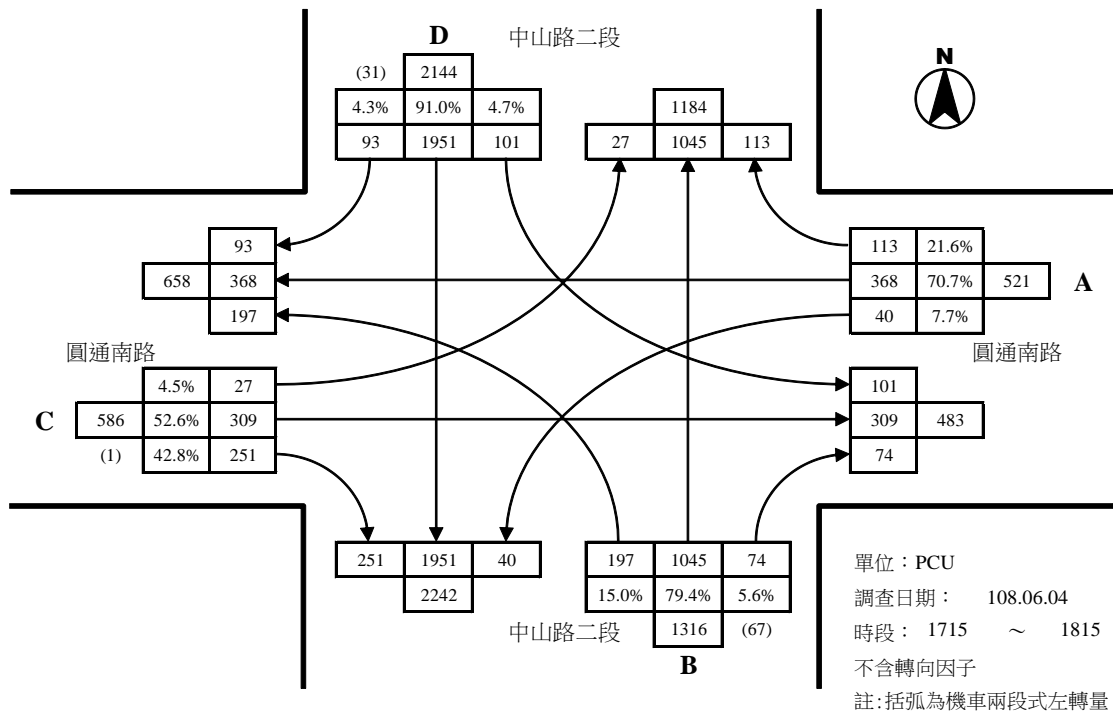 D 中山路二段
N
(31) 2144
4.3% 91.0% 4.7%
93 1951 101
1184
27 1045 113
93
658 368
197
113 21.6%
368 70.7% 521
40 7.7%
A
圓通南路
圓通南路
4.5% 27
C 586 52.6% 309
(1) 42.8% 251
101
309 483
74
251 1951 40
2242
197 1045 74
15.0% 79.4% 5.6%
1316 (67)
中山路二段
B
單位：PCU
調查日期： 108.06.04
時段： 1715 ～ 1815
不含轉向因子
註:括弧為機車兩段式左轉量